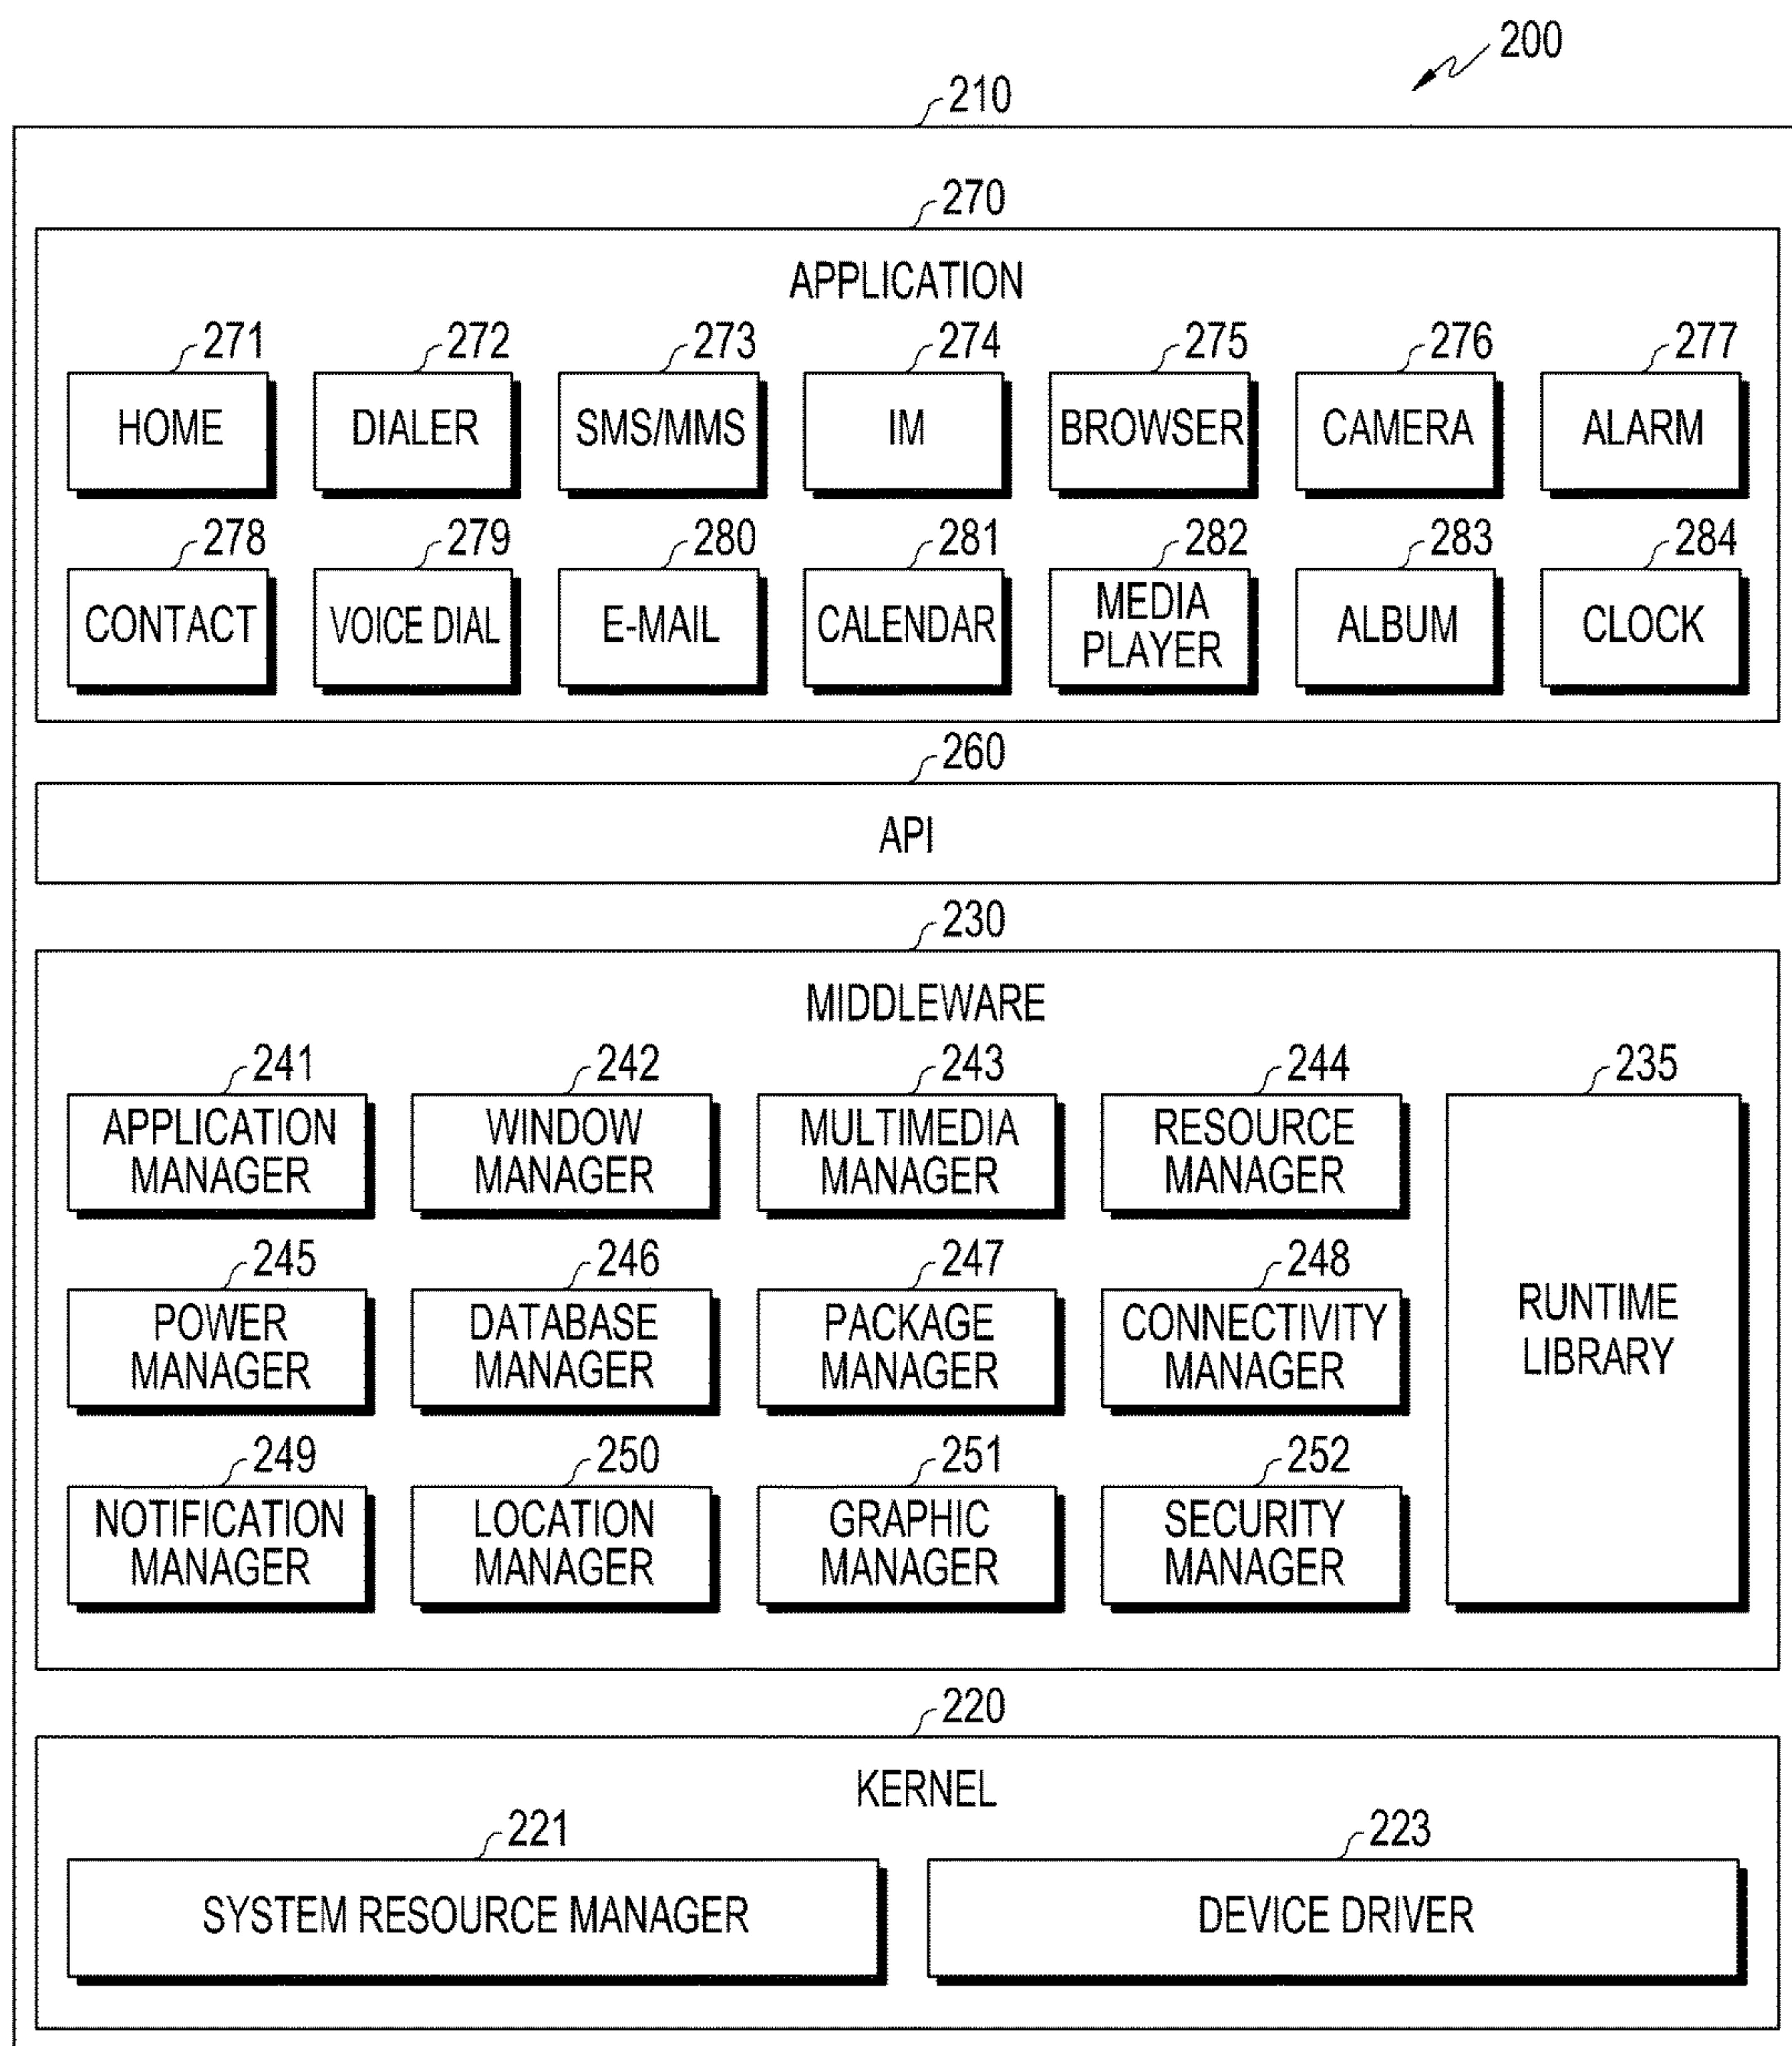 200
210
270
APPLICATION
271 272 273 274 275 276 277
HOME DIALER SMS/MMS IM BROWSER CAMERA ALARM
278 279 280 281 282 283 284
CONTACT VOICE DIAL E-MAIL CALENDAR MEDIA PLAYER ALBUM CLOCK
260
API
230
MIDDLEWARE
241 242 243 244 235
APPLICATION MANAGER WINDOW MANAGER MULTIMEDIA MANAGER RESOURCE MANAGER
245 246 247 248
POWER MANAGER DATABASE MANAGER PACKAGE MANAGER CONNECTIVITY MANAGER RUNTIME LIBRARY
249 250 251 252
NOTIFICATION MANAGER LOCATION MANAGER GRAPHIC MANAGER SECURITY MANAGER
220
KERNEL
221 223
SYSTEM RESOURCE MANAGER DEVICE DRIVER